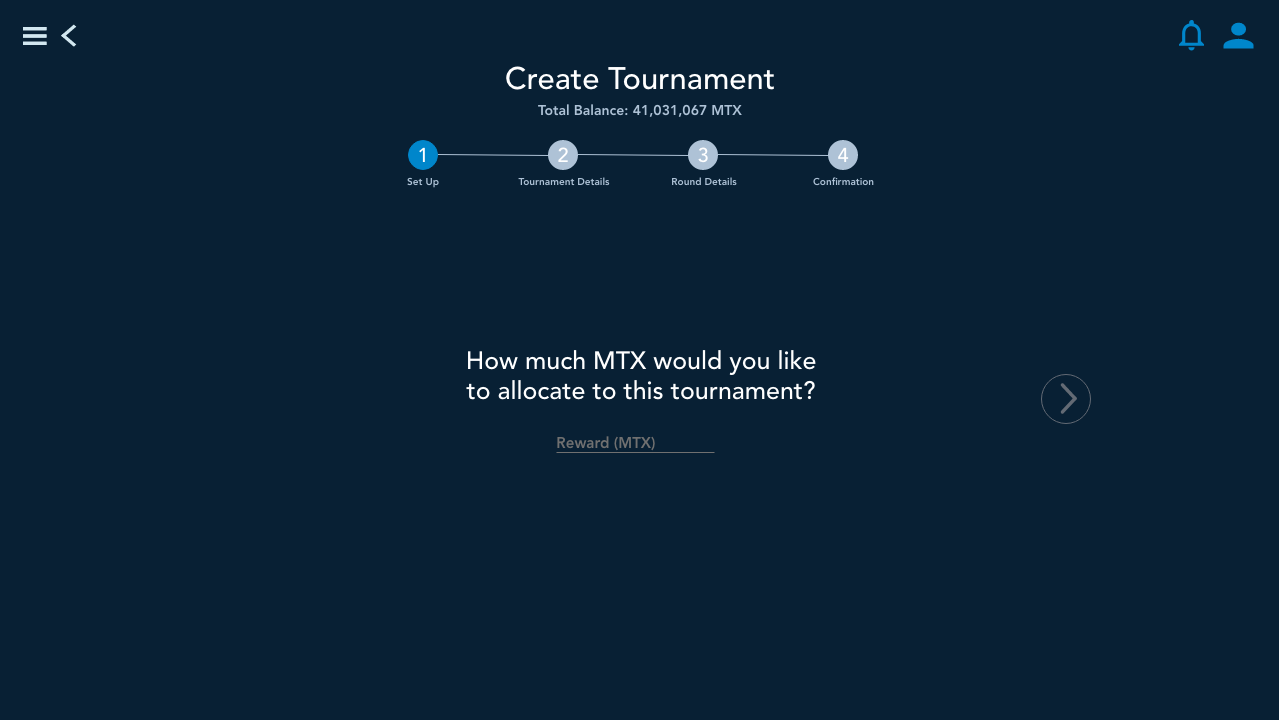 Create Tournament
Total Balance: 41,031,067 MTX
1 2 3 4
Set Up Tournament Details Round Details Confirmation
How much MTX would you like
to allocate to this tournament?
Reward (MTX)